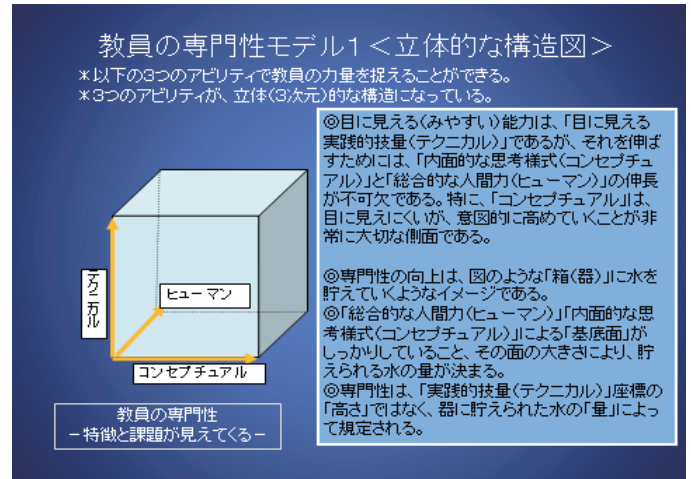 教員の専門性モデル1<立体的な構造図>
*以下の3つのアビリティで教員の力量を捉えることができる。
*3つのアビリティが、立体(3次元)的な構造になっている。
◎目に見える(みやすい)能力は、「目に見える
実践的技量(テクニカル)」であるが、それを伸ば
すためには、「内面的な思考様式(コンセプチュ
アル)」と「総合的な人間力(ヒューマン)」の伸長
が不可欠である。特に、「コンセプチュアル」は、
目に見えにくいが、意図的に高めていくことが非
常に大切な側面である。
◎専門性の向上は、図のような「箱(器)」に水を
貯えていくようなイメージである。
◎「総合的な人間力(ヒューマン)」「内面的な思
考様式(コンセプチュアル)」による「基底面」が
しっかりしていること、その面の大きさにより、貯
えられる水の量が決まる。
◎専門性は、「実践的技量(テクニカル)」座標の
「高さ」ではなく、器に貯えられた水の「量」によっ
て規定される。
テクニカル
ヒューマン
コンセプチュアル
教員の専門性
-特徴と課題が見えてくる-